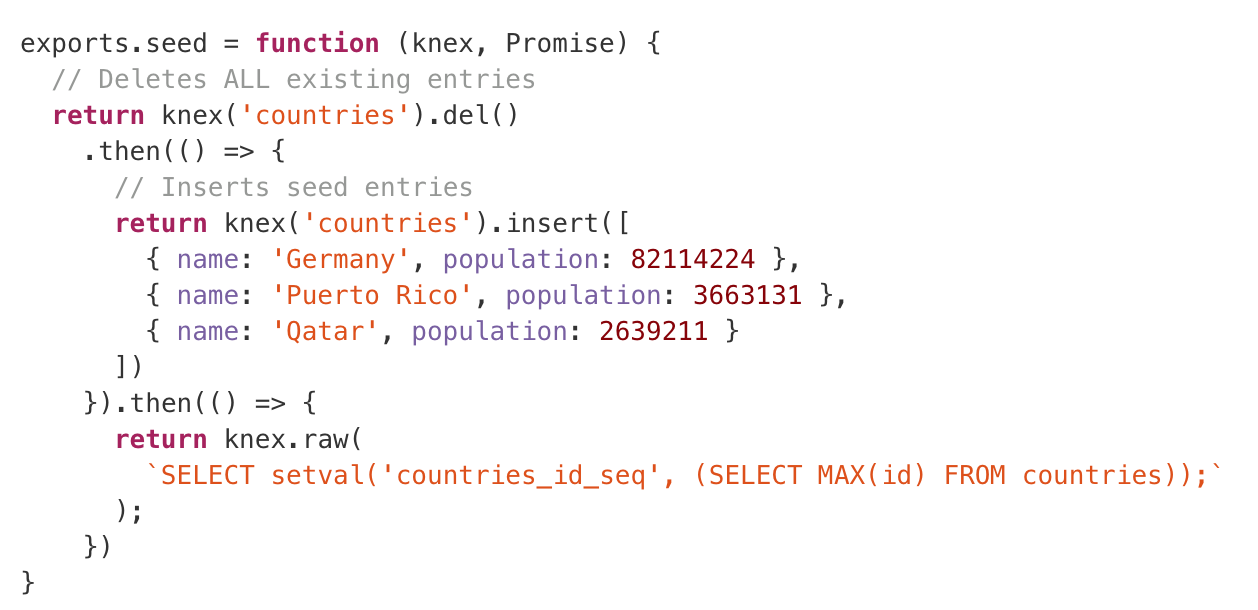 exports.seed = function (knex, Promise) {
  // Deletes ALL existing entries
  return knex('countries').del()
    .then(() => {
      // Inserts seed entries
      return knex('countries').insert([
        { name: 'Germany', population: 82114224 },
        { name: 'Puerto Rico', population: 3663131 },
        { name: 'Qatar', population: 2639211 }
      ])
    }).then(() => {
      return knex.raw(
        `SELECT setval('countries_id_seq', (SELECT MAX(id) FROM countries));`
      );
    })
}